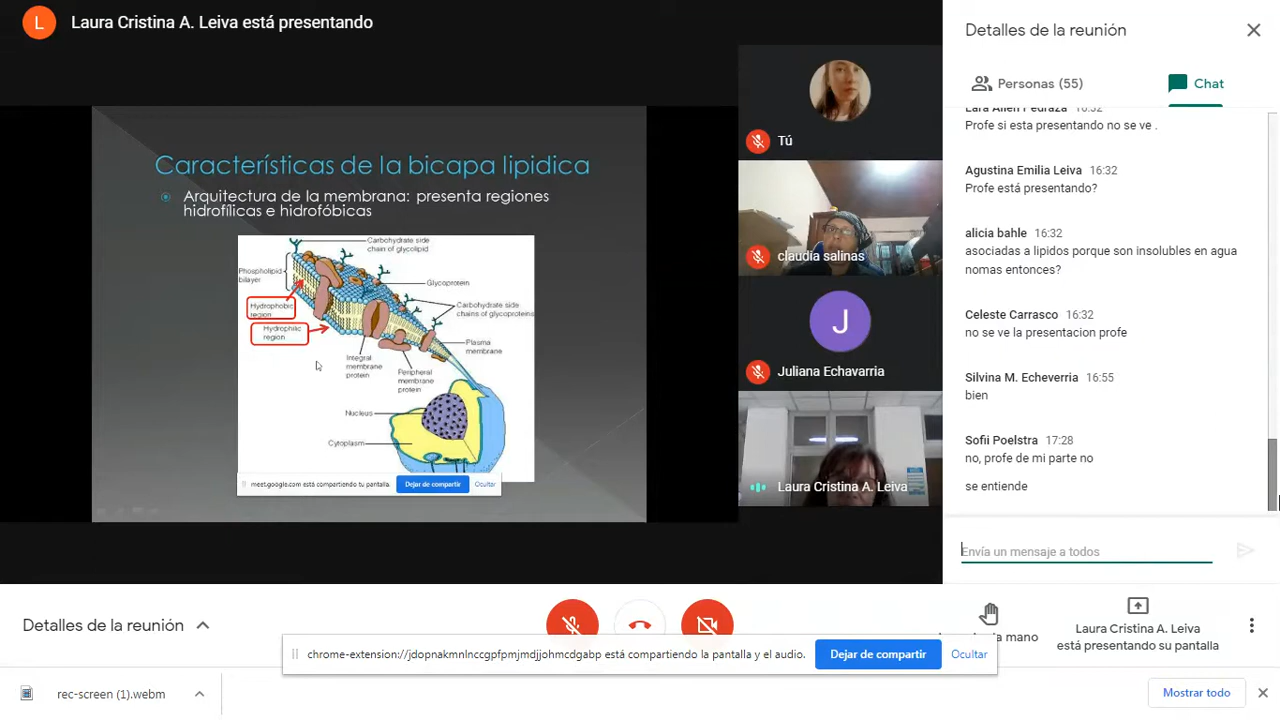 L
Laura Cristina A. Leiva está presentando
Características de la bicapa lipidica
Arquitectura de la membrana: presenta regiones
hidrofílicas e hidrofóbicas
Carbohydrate side
chain of glycolipid
Phospholipid
bilayer
Glycoprotein
Hydrophobic
region
Carbohydrate side
chains of glycoproteins
Hydrophilic
region
Plasma
membrane
Integral
membrane
protein
Peripheral
membrane
protein
Nucleus
Cytoplasm
meet.google.com está compartiendo tu pantalla.
Dejar de compartir
Ocultar
Tú
claudia salinas
J
Juliana Echavarria
Laura Cristina A. Leiva
Detalles de la reunión
Personas (55)
Chat
16:32
Profe si esta presentando no se ve .
Agustina Emilia Leiva 16:32
Profe está presentando?
alicia bahle 16:32
asociadas a lipidos porque son insolubles en agua
nomas entonces?
Celeste Carrasco 16:32
no se ve la presentacion profe
Silvina M. Echeverria 16:55
bien
Sofii Poelstra 17:28
no, profe de mi parte no
se entiende
Envía un mensaje a todos
Detalles de la reunión
la mano
Laura Cristina A. Leiva
está presentando su pantalla
chrome-extension://jdopnakmnlnccgpfpmjmdjjohmcdgabp está compartiendo la pantalla y el audio.
Dejar de compartir
Ocultar
rec-screen (1).webm
Mostrar todo